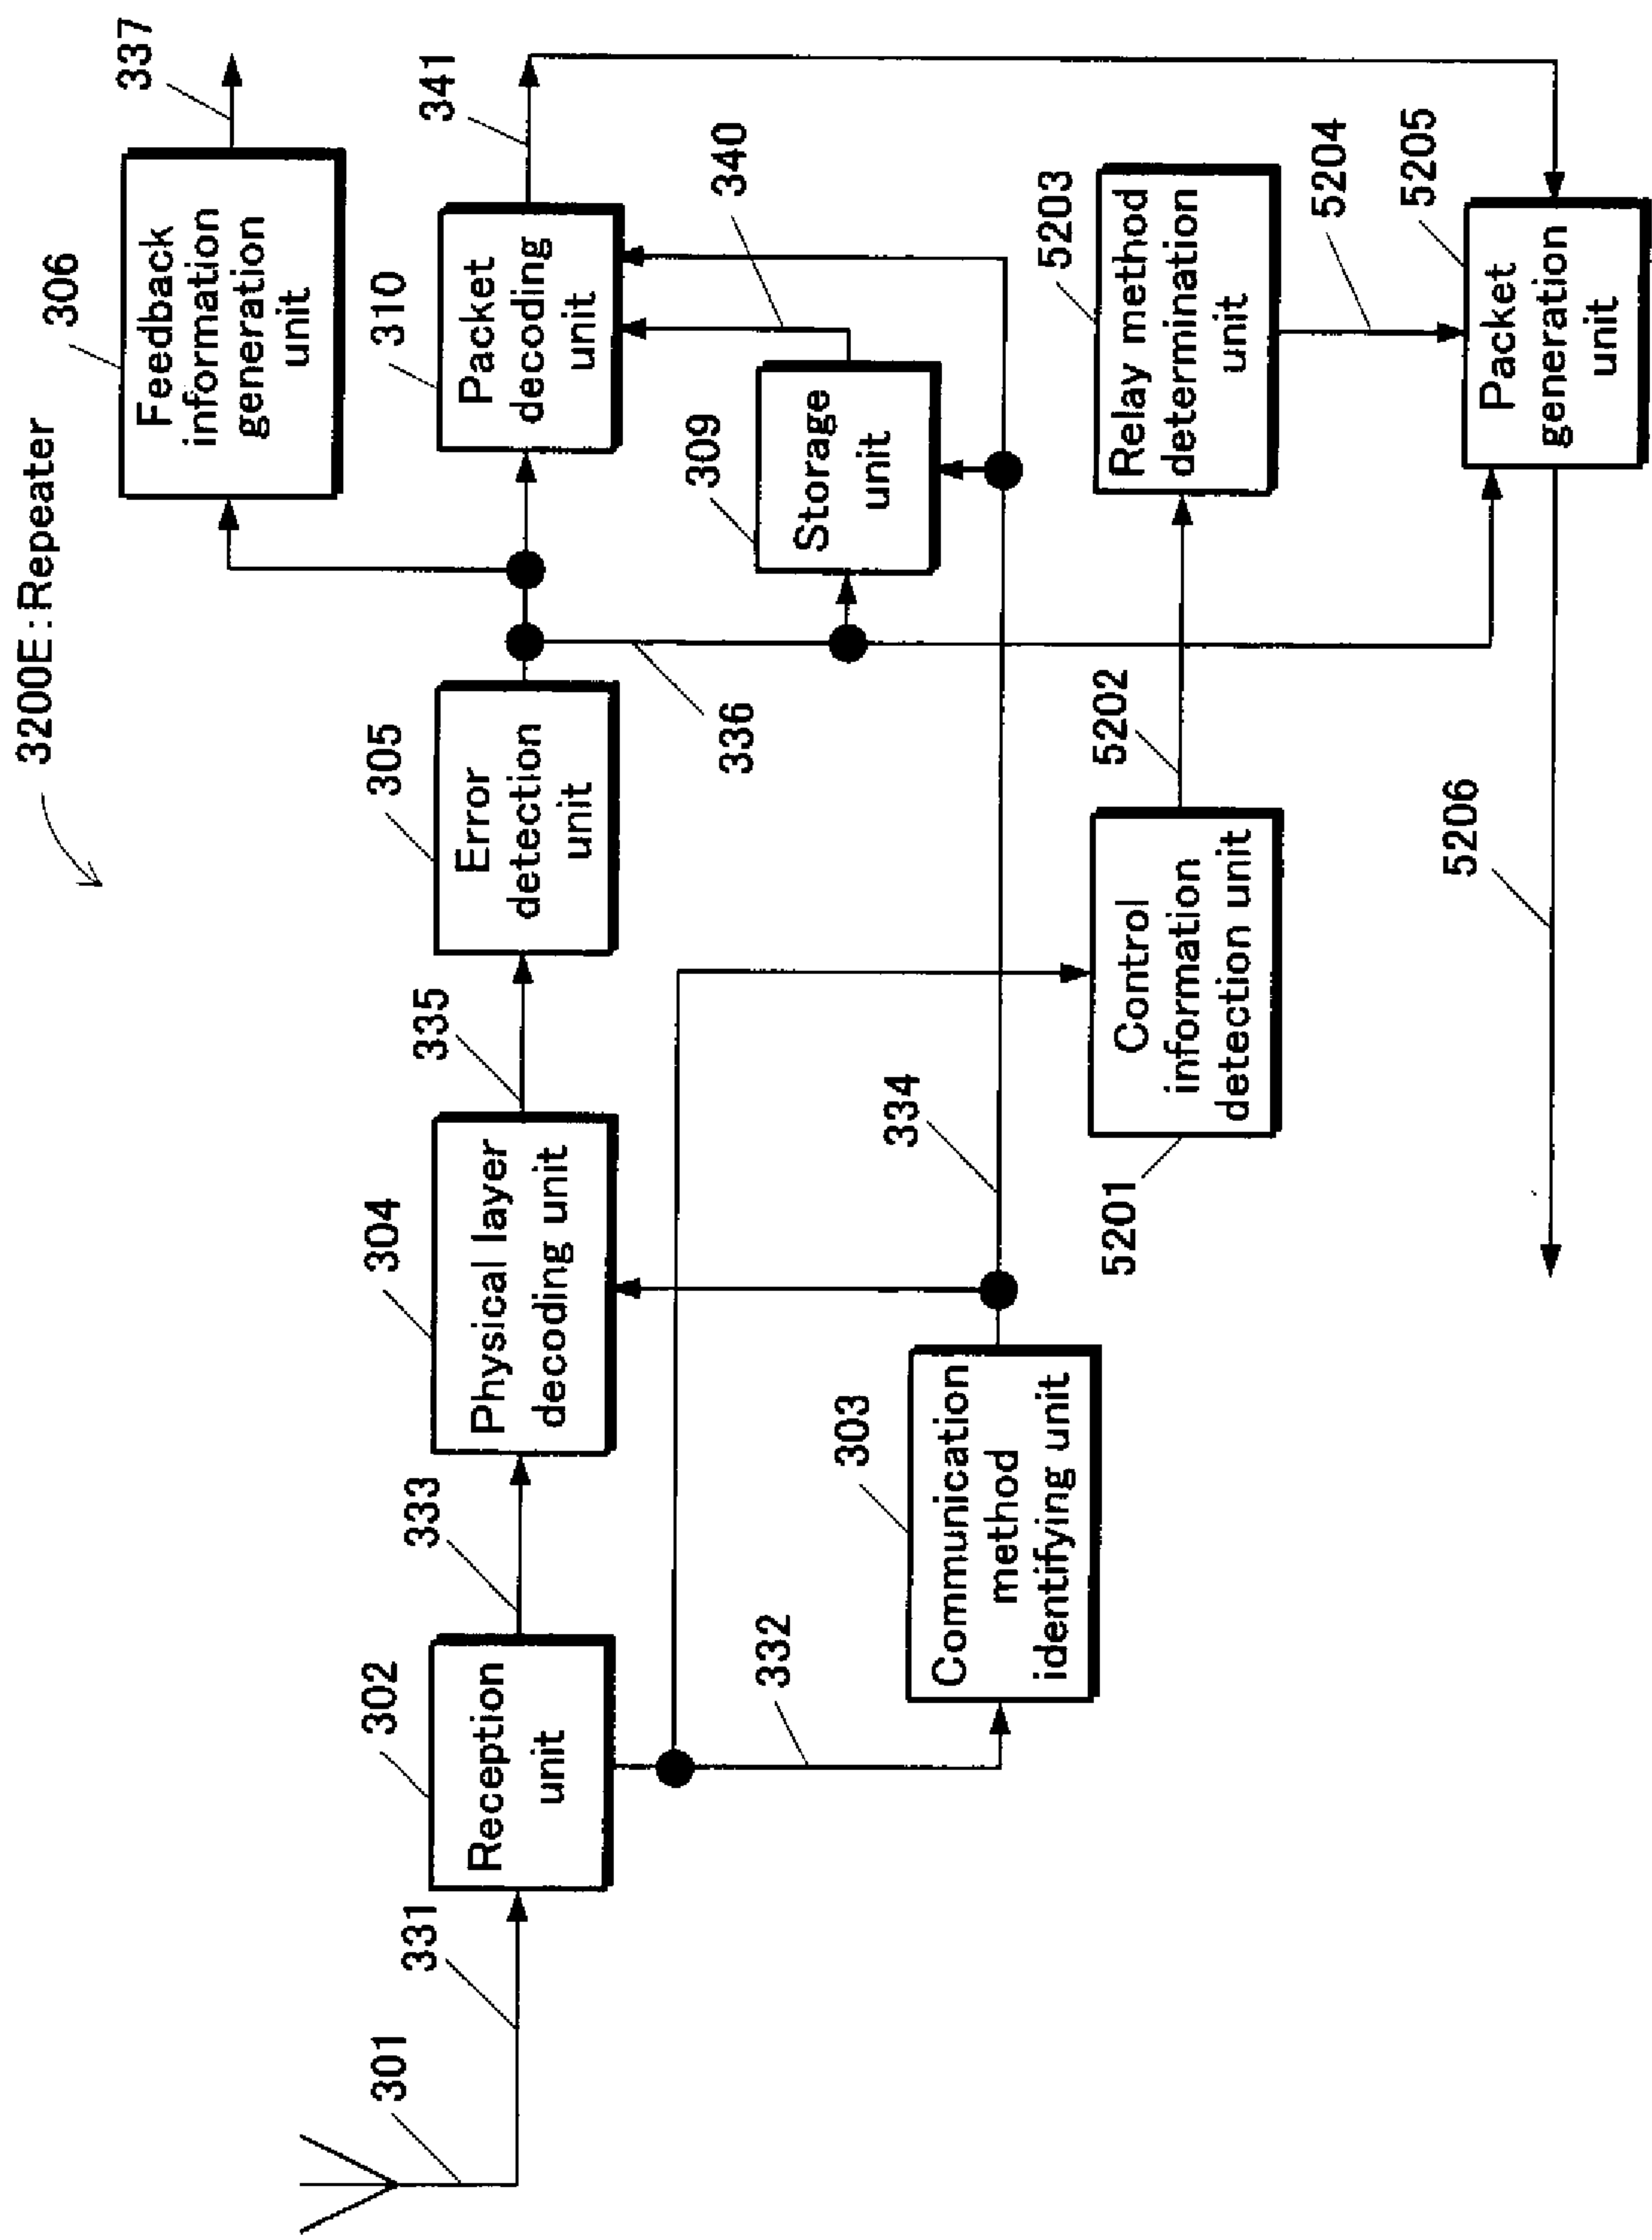 3200E:Repeater
306
Feedback
information
generation
unit
337
301
331
302
Reception
unit
333
304
Physical layer
decoding unit
335
305
Error
detection
unit
310
Packet
decoding
unit
341
336
309
Storage
unit
340
332
303
Communication
method
identifying unit
334
5201
Control
information
detection unit
5202
5203
Relay method
determination
unit
5204
5205
Packet
generation
unit
5206